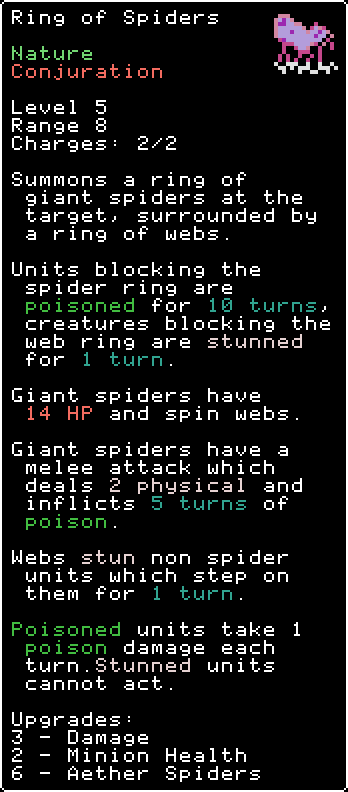 Ring of Spiders
Nature
Conjuration
Level 5
Range 8
Charges: 2/2
Summons a ring of
giant spiders at the
target, surrounded by
a ring of webs.
Units blocking the
spider ring are
poisoned for 10 turns,
creatures blocking the
web ring are stunned
for 1 turn.
Giant spiders have
14 HP and spin webs.
Giant spiders have a
melee attack which
deals 2 physical and
inflicts 5 turns of
poison.
Webs stun non spider
units which step on
them for 1 turn.
Poisoned units take 1
poison damage each
turn.Stunned units
cannot act.
Upgrades:
3 - Damage
2 - Minion Health
6 - Aether Spiders